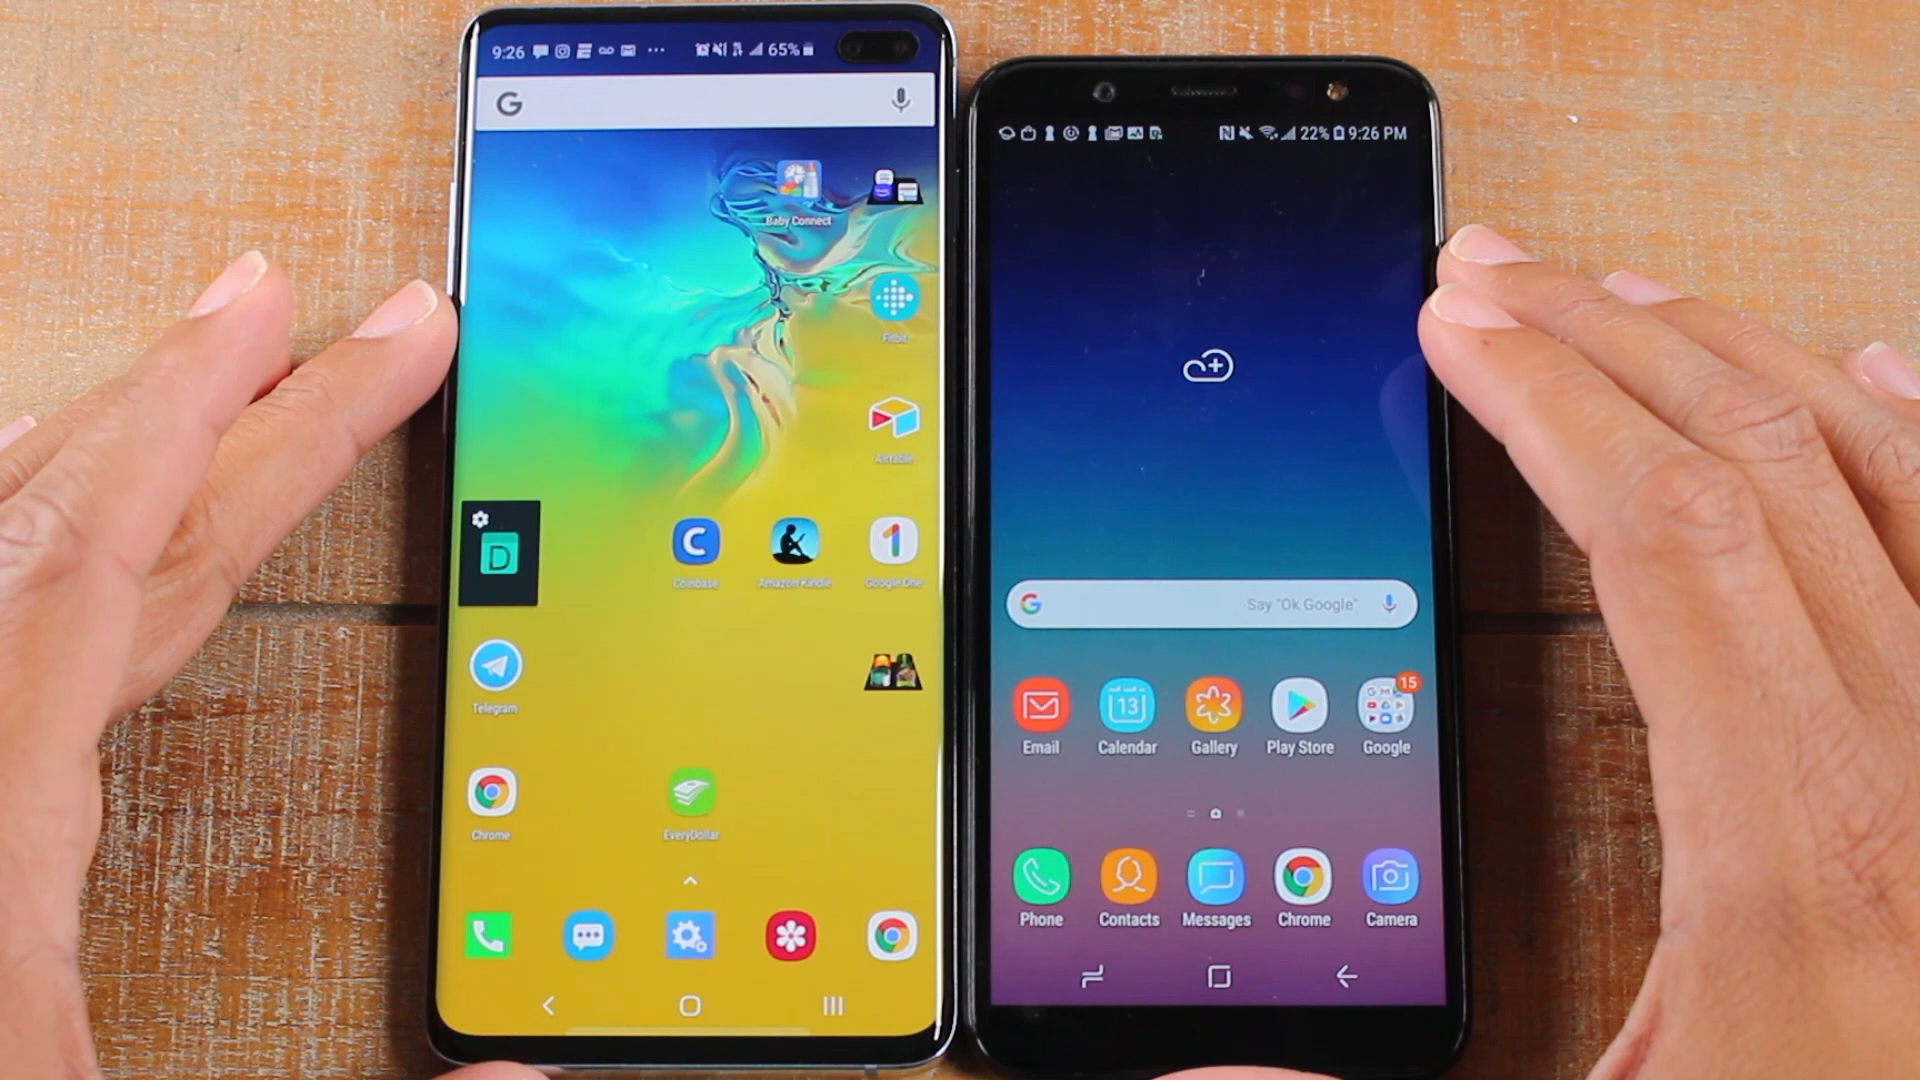 9:26 65%
G
Baby Connect
Fitbit
Airtable
D
C 1
Coinbase Amazon Kindle Google One
Telegram
Chrome EveryDollar
22% 9:26 PM
G Say "Ok Google"
13 15
Email Calendar Gallery Play Store Google
Phone Contacts Messages Chrome Camera